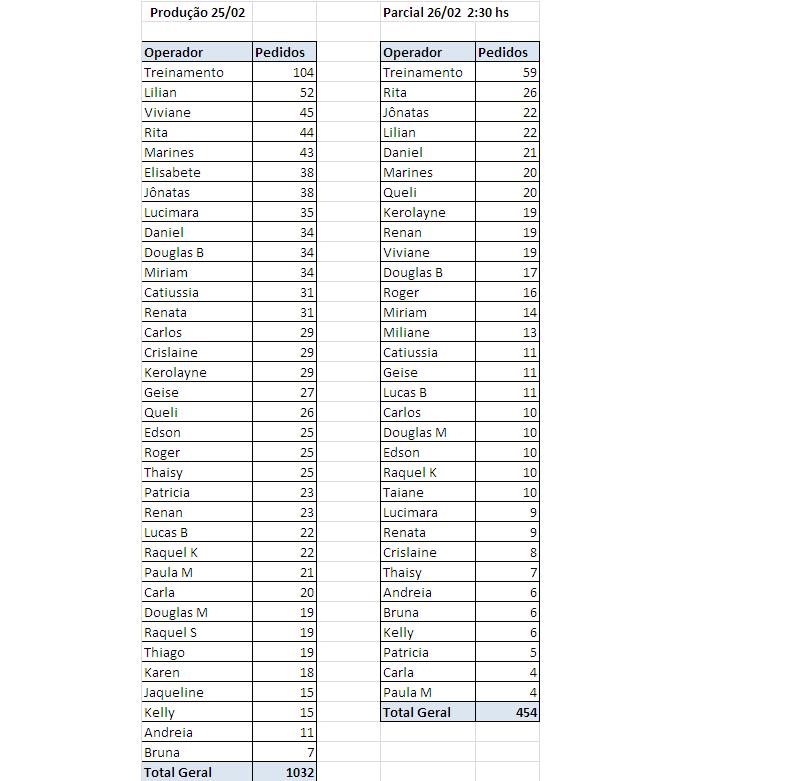 Produção 25/02
Operador Pedidos
Treinamento 104
Lilian 52
Viviane 45
Rita 44
Marines 43
Elisabete 38
Jônatas 38
Lucimara 35
Daniel 34
Douglas B 34
Miriam 34
Catiussia 31
Renata 31
Carlos 29
Crislaine 29
Kerolayne 29
Geise 27
Queli 26
Edson 25
Roger 25
Thaisy 25
Patricia 23
Renan 23
Lucas B 22
Raquel K 22
Paula M 21
Carla 20
Douglas M 19
Raquel S 19
Thiago 19
Karen 18
Jaqueline 15
Kelly 15
Andreia 11
Bruna 7
Total Geral 1032
Parcial 26/02 2:30 hs
Operador Pedidos
Treinamento 59
Rita 26
Jônatas 22
Lilian 22
Daniel 21
Marines 20
Queli 20
Kerolayne 19
Renan 19
Viviane 19
Douglas B 17
Roger 16
Miriam 14
Miliane 13
Catiussia 11
Geise 11
Lucas B 11
Carlos 10
Douglas M 10
Edson 10
Raquel K 10
Taiane 10
Lucimara 9
Renata 9
Crislaine 8
Thaisy 7
Andreia 6
Bruna 6
Kelly 6
Patricia 5
Carla 4
Paula M 4
Total Geral 454